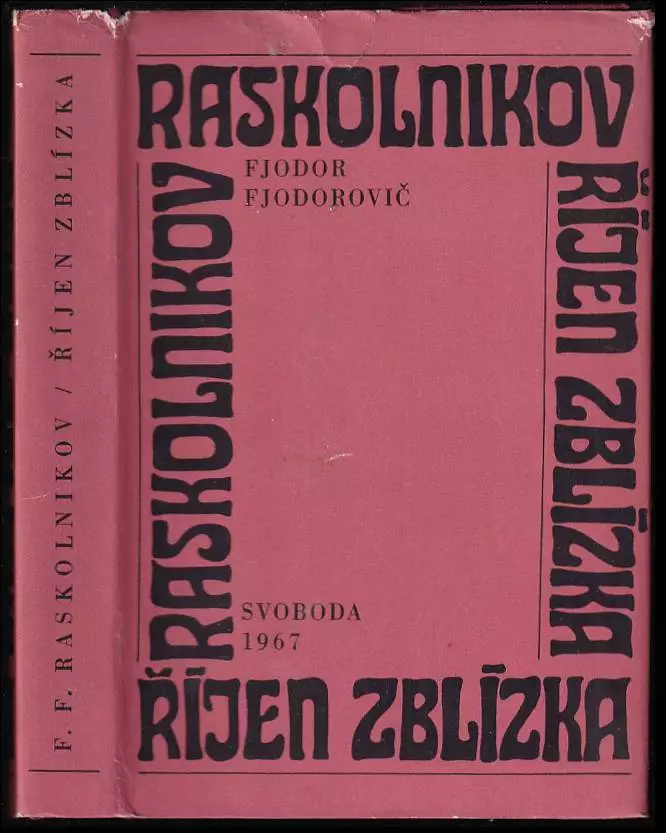 F. F. RASKOLNIKOV / ŘÍJEN ZBLÍZKA
RASKOLNIKOV
FJODOR
FJODOROVIČ
RASKOLNIKOV
ŘÍJEN ZBLÍZKA
SVOBODA
1967
ŘÍJEN ZBLÍZKA